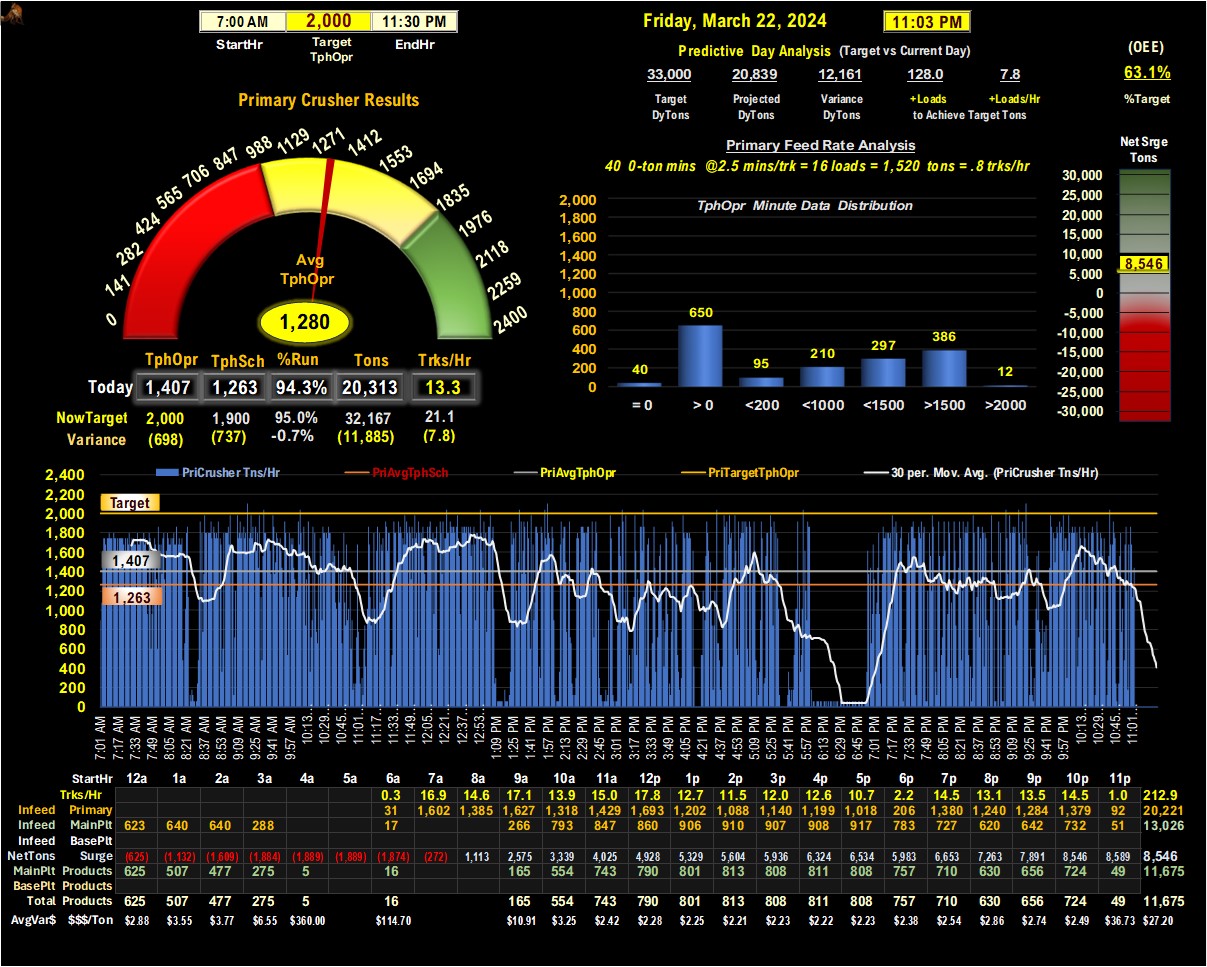 7:00 AM 2,000 11:30 PM
StartHr Target TphOpr EndHr
Friday, March 22, 2024 11:03 PM
Predictive Day Analysis (Target vs Current Day)
33,000 20,839 12,161 128.0 7.8
Target DyTons Projected DyTons Variance DyTons +Loads +Loads/Hr
to Achieve Target Tons
(OEE)
63.1%
%Target
Primary Crusher Results
0 141 282 424 565 706 847 988 1129 1271 1412 1553 1694 1835 1976 2118 2259 2400
Avg
TphOpr
1,280
TphOpr TphSch %Run Tons Trks/Hr
Today 1,407 1,263 94.3% 20,313 13.3
NowTarget 2,000 1,900 95.0% 32,167 21.1
Variance (698) (737) -0.7% (11,885) (7.8)
Primary Feed Rate Analysis
40 0-ton mins @2.5 mins/trk = 16 loads = 1,520 tons = .8 trks/hr
TphOpr Minute Data Distribution
2,000
1,800
1,600
1,400
1,200
1,000
800
600
400
200
0
40 650 95 210 297 386 12
= 0 > 0 <200 <1000 <1500 >1500 >2000
Net Srge
Tons
30,000
25,000
20,000
15,000
10,000
8,546
5,000
0
-5,000
-10,000
-15,000
-20,000
-25,000
-30,000
PriCrusher Tns/Hr PriAvgTphSch PriAvgTphOpr PriTargetTphOpr 30 per. Mov. Avg. (PriCrusher Tns/Hr)
2,400
2,200
2,000
1,800
1,600
1,400
1,200
1,000
800
600
400
200
0
Target
1,407
1,263
7:01 AM 7:17 AM 7:33 AM 7:49 AM 8:05 AM 8:21 AM 8:37 AM 8:53 AM 9:09 AM 9:25 AM 9:41 AM 9:57 AM 10:13… 10:29… 10:45… 11:01… 11:17… 11:33… 11:49… 12:05… 12:21… 12:37… 12:53… 1:09 PM 1:25 PM 1:41 PM 1:57 PM 2:13 PM 2:29 PM 2:45 PM 3:01 PM 3:17 PM 3:33 PM 3:49 PM 4:05 PM 4:21 PM 4:37 PM 4:53 PM 5:09 PM 5:25 PM 5:41 PM 5:57 PM 6:13 PM 6:29 PM 6:45 PM 7:01 PM 7:17 PM 7:33 PM 7:49 PM 8:05 PM 8:21 PM 8:37 PM 8:53 PM 9:09 PM 9:25 PM 9:41 PM 9:57 PM 10:13… 10:29… 10:45… 11:01…
StartHr 12a 1a 2a 3a 4a 5a 6a 7a 8a 9a 10a 11a 12p 1p 2p 3p 4p 5p 6p 7p 8p 9p 10p 11p
Trks/Hr 0.3 16.9 14.6 17.1 13.9 15.0 17.8 12.7 11.5 12.0 12.6 10.7 2.2 14.5 13.1 13.5 14.5 1.0 212.9
Infeed Primary 31 1,602 1,385 1,627 1,318 1,429 1,693 1,202 1,088 1,140 1,199 1,018 206 1,380 1,240 1,284 1,379 92 20,221
Infeed MainPlt 623 640 640 288 17 266 793 847 860 906 910 907 908 917 783 727 620 642 732 51 13,026
Infeed BasePlt
NetTons Surge (625) (1,132) (1,609) (1,884) (1,889) (1,889) (1,874) (272) 1,113 2,575 3,339 4,025 4,928 5,329 5,604 5,936 6,324 6,534 5,983 6,653 7,263 7,891 8,546 8,589 8,546
MainPlt Products 625 507 477 275 5 16 165 554 743 790 801 813 808 811 808 757 710 630 656 724 49 11,675
BasePlt Products
Total Products 625 507 477 275 5 16 165 554 743 790 801 813 808 811 808 757 710 630 656 724 49 11,675
AvgVar$ $$$/Ton $2.88 $3.55 $3.77 $6.55 $360.00 $114.70 $10.91 $3.25 $2.42 $2.28 $2.25 $2.21 $2.23 $2.22 $2.23 $2.38 $2.54 $2.86 $2.74 $2.49 $36.73 $27.20